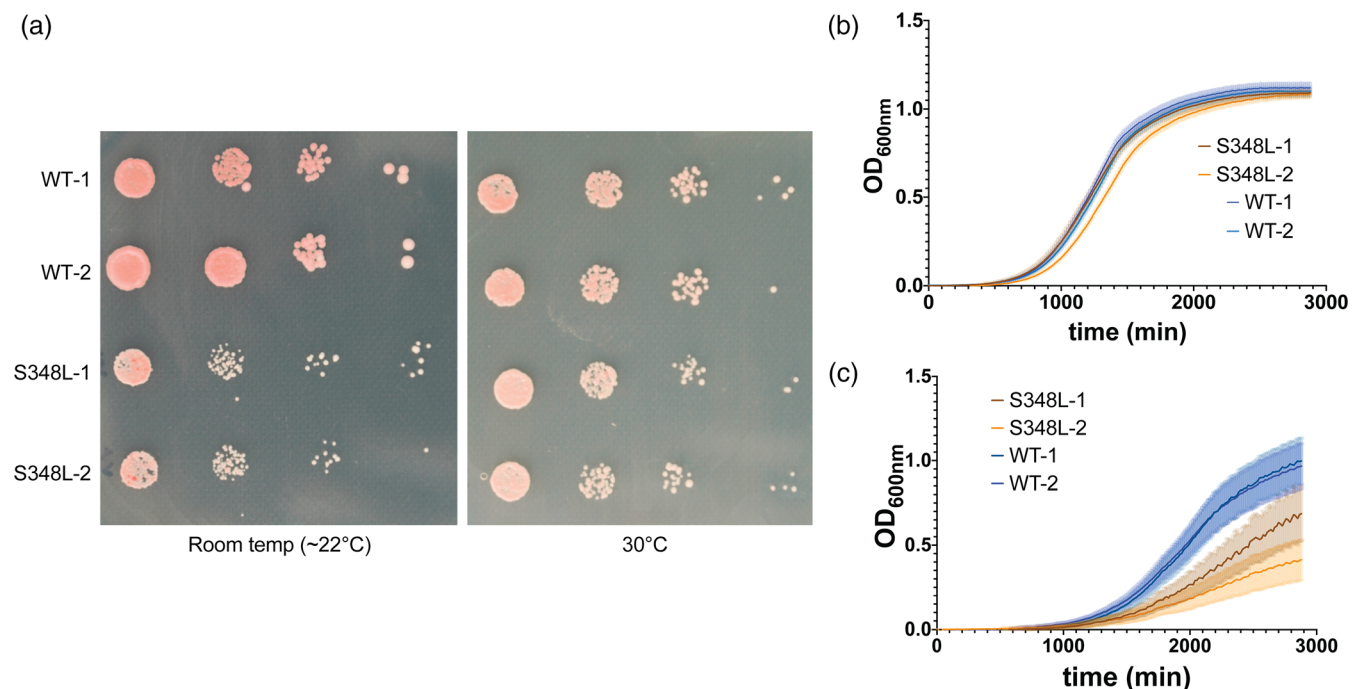 (a)
WT-1
WT-2
S348L-1
S348L-2
Room temp (~22°C)
30°C
(b)
1.5
1.0
0.5
0.0
OD600nm
0
1000
2000
3000
time (min)
S348L-1
S348L-2
WT-1
WT-2
(c)
1.5
1.0
0.5
0.0
OD600nm
0
1000
2000
3000
time (min)
S348L-1
S348L-2
WT-1
WT-2